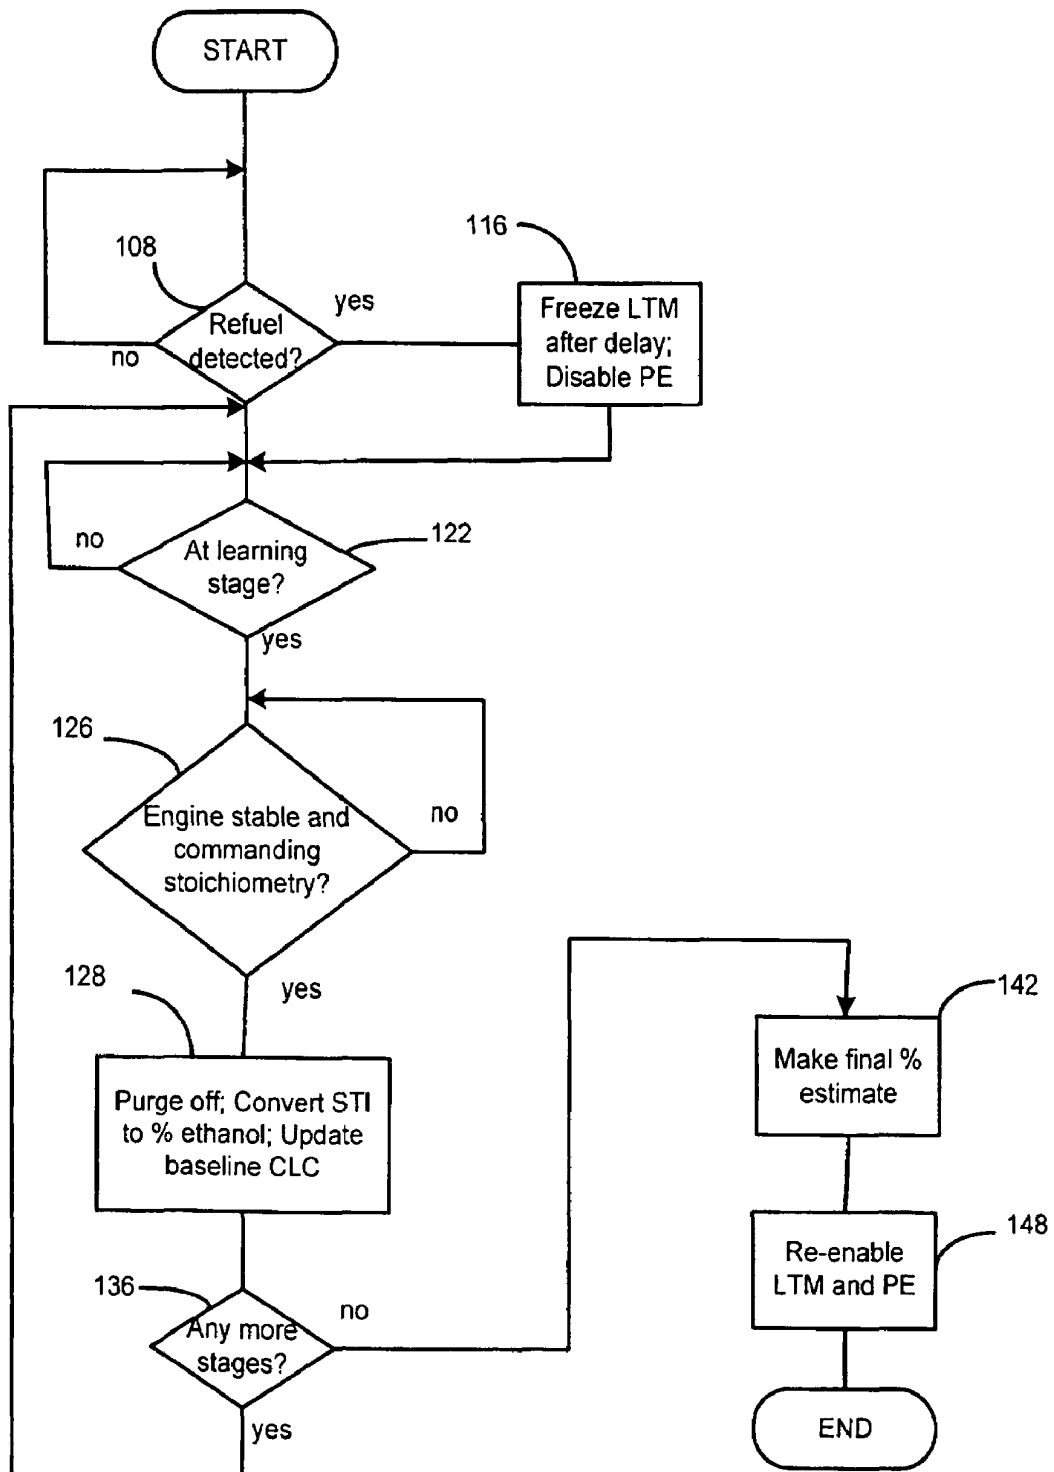 START
108
116
yes
Refuel
detected?
no
Freeze LTM
after delay;
Disable PE
no
At learning
stage?
122
yes
126
Engine stable and
commanding
stoichiometry?
no
yes
128
Purge off; Convert STI
to % ethanol; Update
baseline CLC
136
Any more
stages?
no
yes
142
Make final %
estimate
148
Re-enable
LTM and PE
END